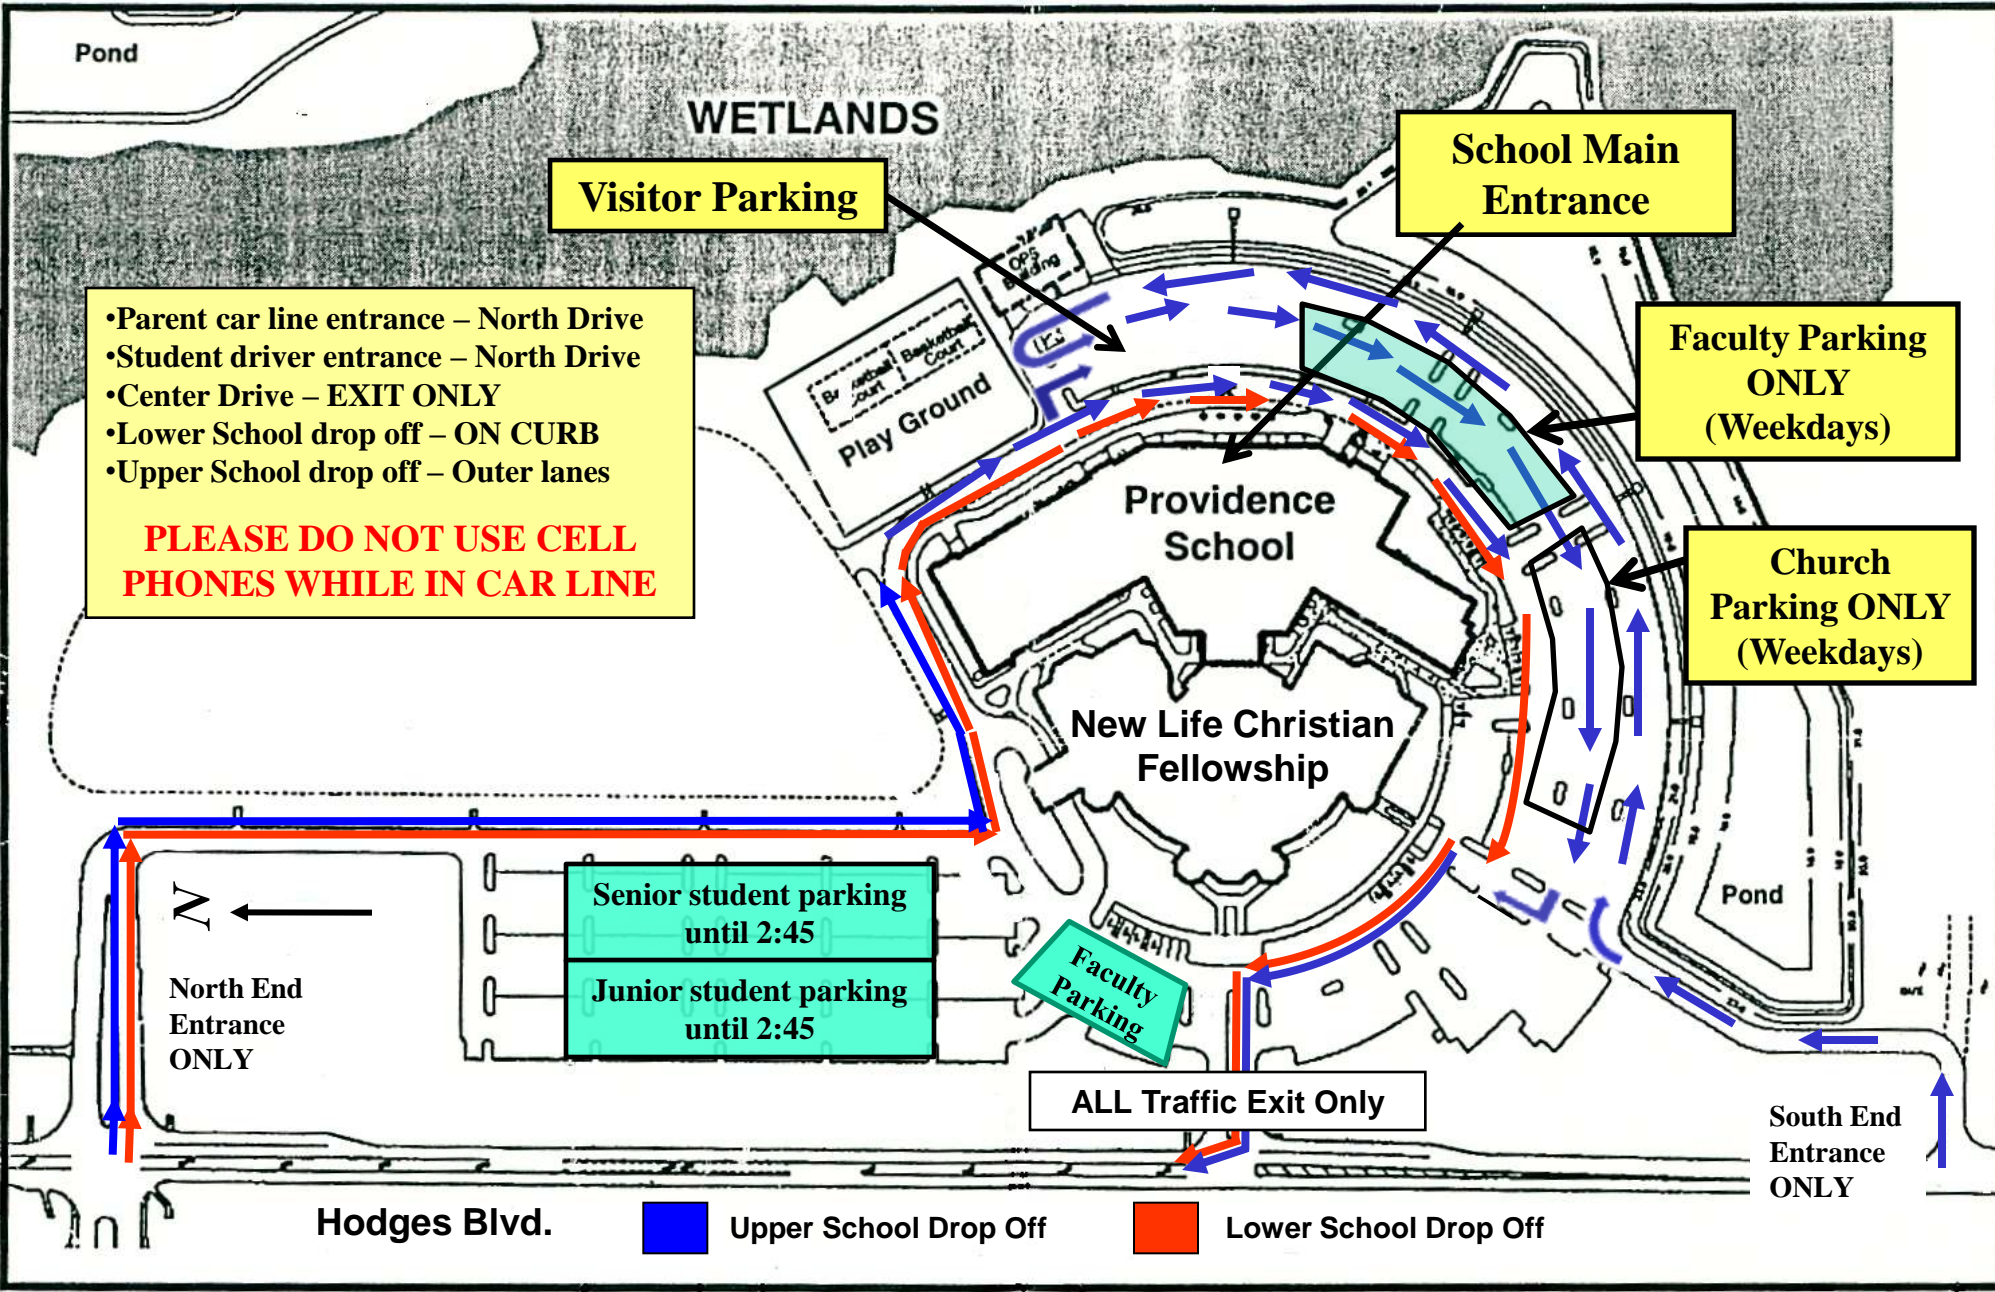 Pond
WETLANDS
Visitor Parking
School Main
Entrance
•Parent car line entrance – North Drive
•Student driver entrance – North Drive
•Center Drive – EXIT ONLY
•Lower School drop off – ON CURB
•Upper School drop off – Outer lanes
PLEASE DO NOT USE CELL
PHONES WHILE IN CAR LINE
OPS
Building
Basketball
Court
Basketball
Court
Play Ground
Faculty Parking
ONLY
(Weekdays)
Church
Parking ONLY
(Weekdays)
Providence
School
New Life Christian
Fellowship
Pond
N
North End
Entrance
ONLY
Senior student parking
until 2:45
Junior student parking
until 2:45
Faculty
Parking
ALL Traffic Exit Only
South End
Entrance
ONLY
OUT
Hodges Blvd.
Upper School Drop Off
Lower School Drop Off